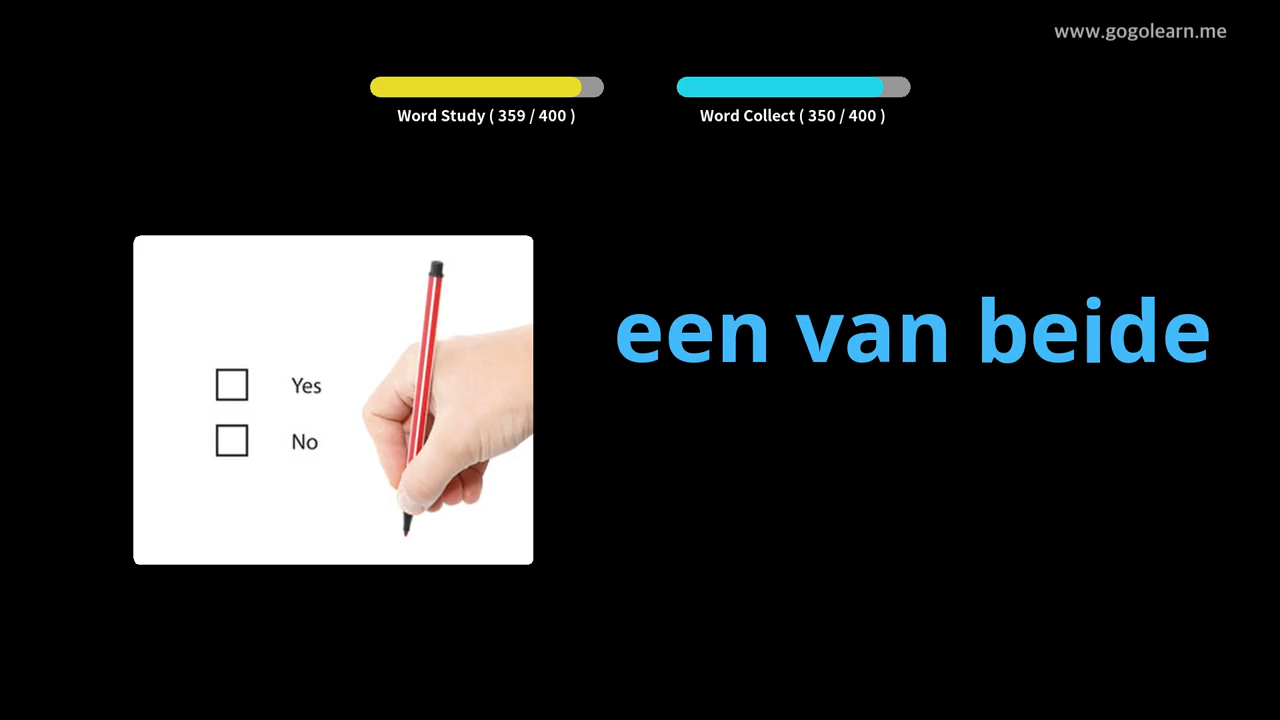 www.gogolearn.me
Word Study ( 359 / 400 )
Word Collect ( 350 / 400 )
een van beide
Yes
No